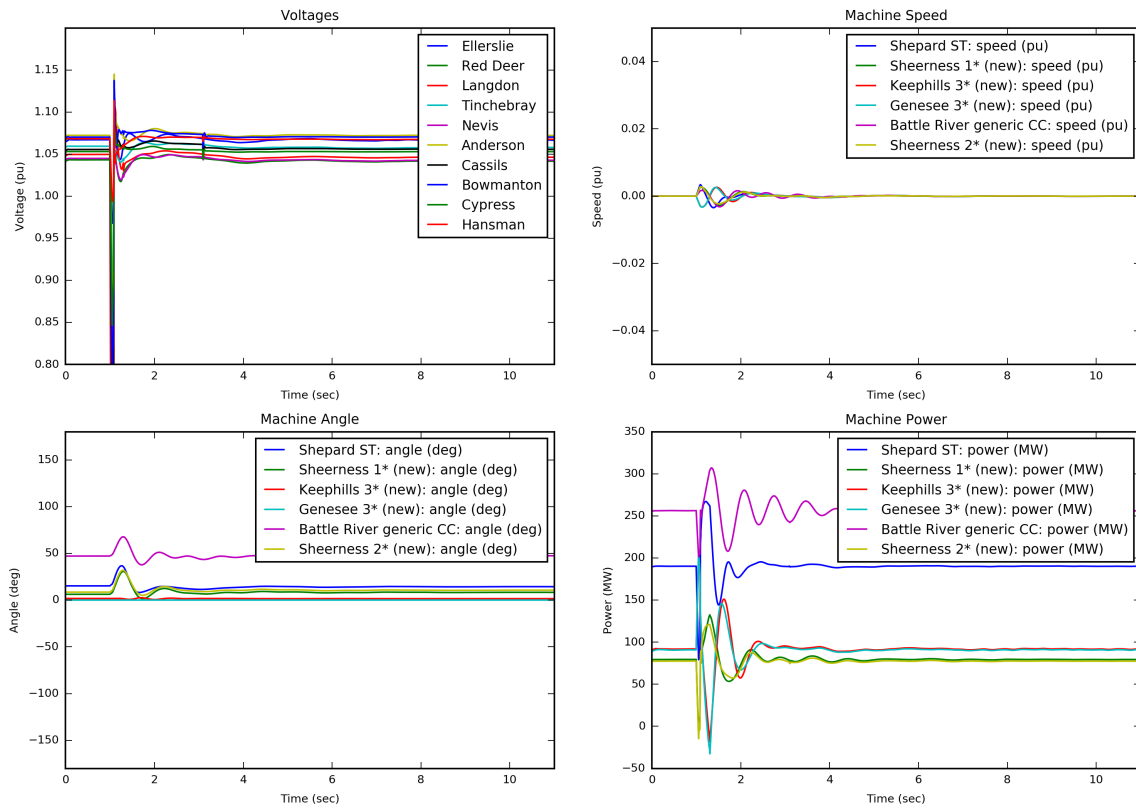 Voltages
1.15
1.10
1.05
1.00
0.95
0.90
0.85
0.80
Voltage (pu)
0 2 4 6 8 10
Time (sec)
Ellerslie
Red Deer
Langdon
Tinchebray
Nevis
Anderson
Cassils
Bowmanton
Cypress
Hansman
Machine Speed
0.04
0.02
0.00
−0.02
−0.04
Speed (pu)
0 2 4 6 8 10
Time (sec)
Shepard ST: speed (pu)
Sheerness 1* (new): speed (pu)
Keephills 3* (new): speed (pu)
Genesee 3* (new): speed (pu)
Battle River generic CC: speed (pu)
Sheerness 2* (new): speed (pu)
Machine Angle
150
100
50
0
−50
−100
−150
Angle (deg)
0 2 4 6 8 10
Time (sec)
Shepard ST: angle (deg)
Sheerness 1* (new): angle (deg)
Keephills 3* (new): angle (deg)
Genesee 3* (new): angle (deg)
Battle River generic CC: angle (deg)
Sheerness 2* (new): angle (deg)
Machine Power
350
300
250
200
150
100
50
0
−50
Power (MW)
0 2 4 6 8 10
Time (sec)
Shepard ST: power (MW)
Sheerness 1* (new): power (MW)
Keephills 3* (new): power (MW)
Genesee 3* (new): power (MW)
Battle River generic CC: power (MW)
Sheerness 2* (new): power (MW)